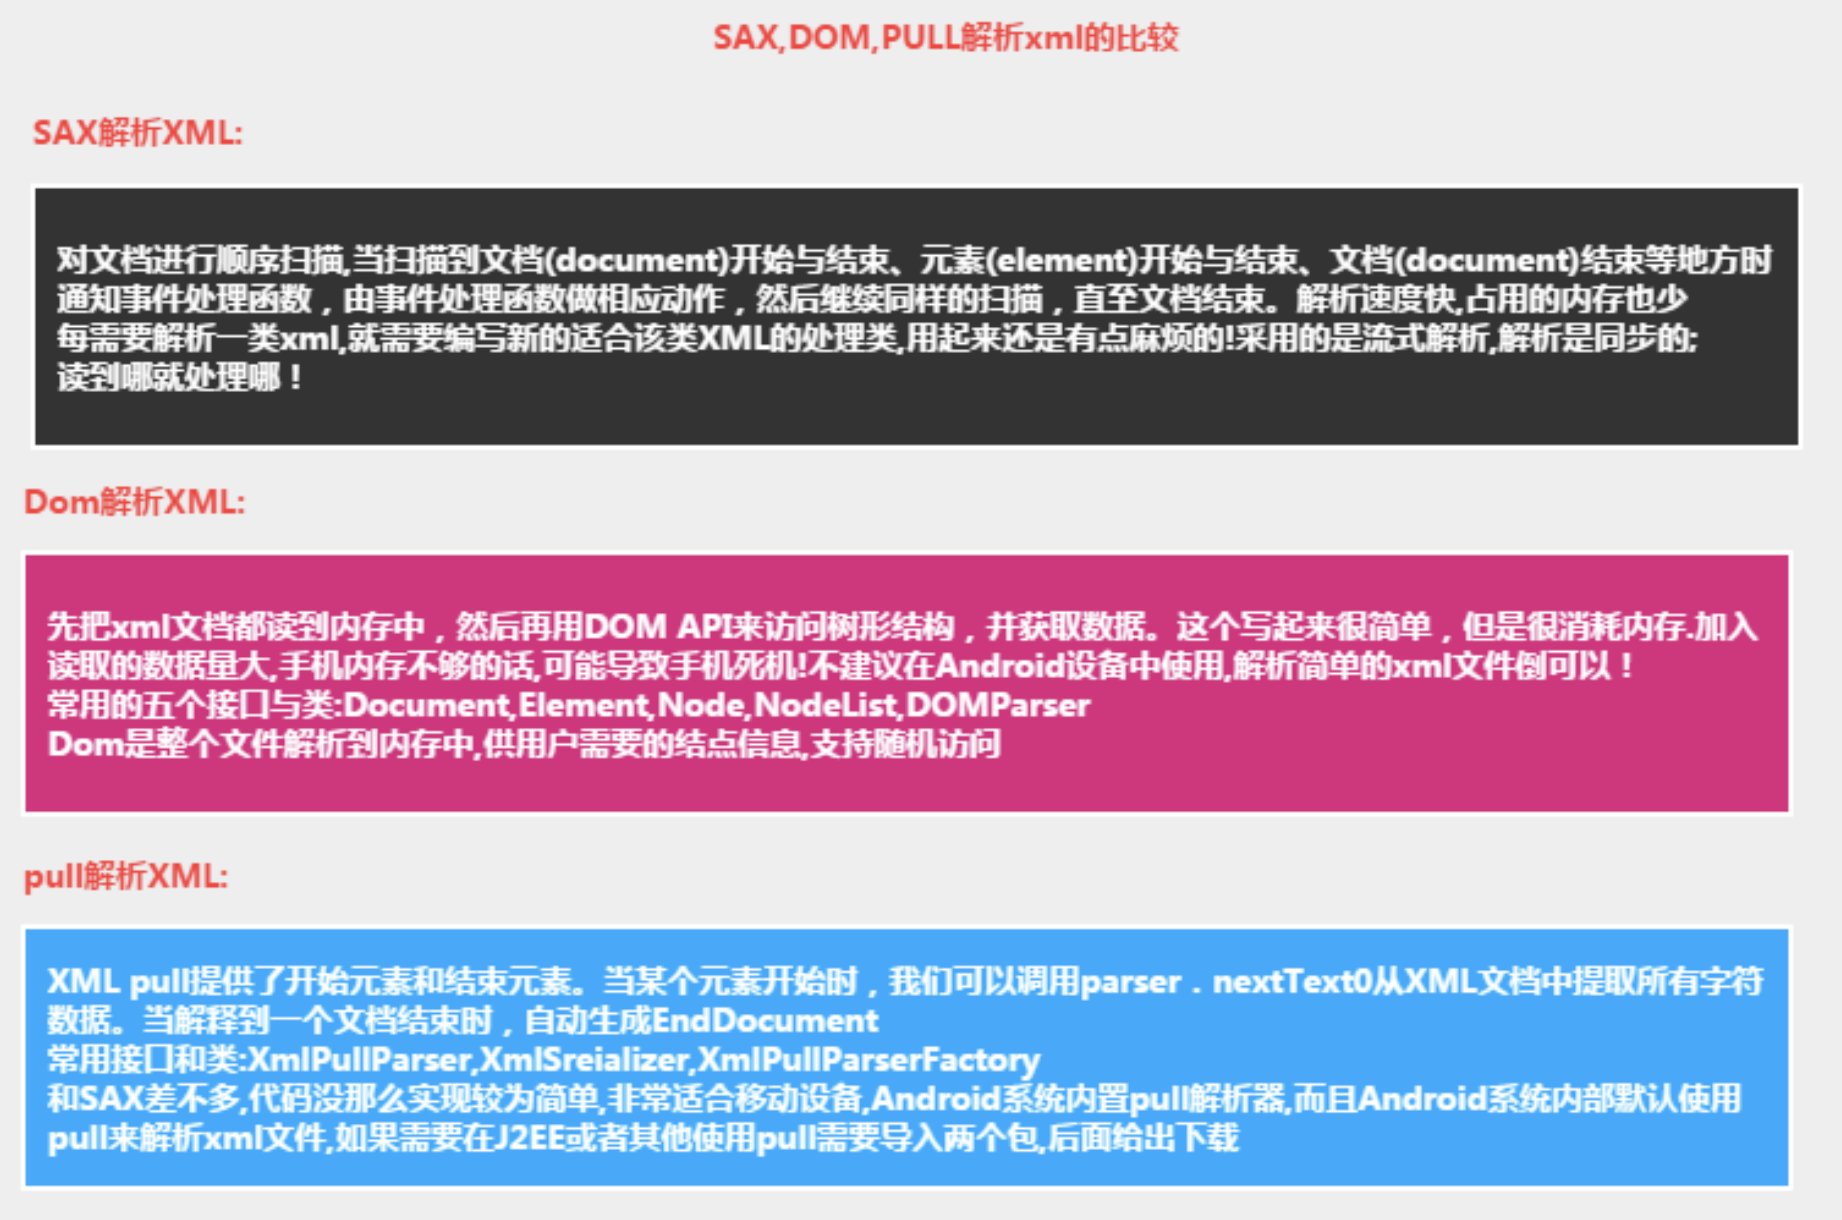 SAX,DOM,PULL解析xml的比较
SAX解析XML:
对文档进行顺序扫描,当扫描到文档(document)开始与结束、元素(element)开始与结束、文档(document)结束等地方时
通知事件处理函数，由事件处理函数做相应动作，然后继续同样的扫描，直至文档结束。解析速度快,占用的内存也少
每需要解析一类xml,就需要编写新的适合该类XML的处理类,用起来还是有点麻烦的!采用的是流式解析,解析是同步的;
读到哪就处理哪！
Dom解析XML:
先把xml文档都读到内存中，然后再用DOM API来访问树形结构，并获取数据。这个写起来很简单，但是很消耗内存.加入
读取的数据量大,手机内存不够的话,可能导致手机死机!不建议在Android设备中使用,解析简单的xml文件倒可以！
常用的五个接口与类:Document,Element,Node,NodeList,DOMParser
Dom是整个文件解析到内存中,供用户需要的结点信息,支持随机访问
pull解析XML:
XML pull提供了开始元素和结束元素。当某个元素开始时，我们可以调用parser．nextText0从XML文档中提取所有字符
数据。当解释到一个文档结束时，自动生成EndDocument
常用接口和类:XmlPullParser,XmlSreializer,XmlPullParserFactory
和SAX差不多,代码没那么实现较为简单,非常适合移动设备,Android系统内置pull解析器,而且Android系统内部默认使用
pull来解析xml文件,如果需要在J2EE或者其他使用pull需要导入两个包,后面给出下载